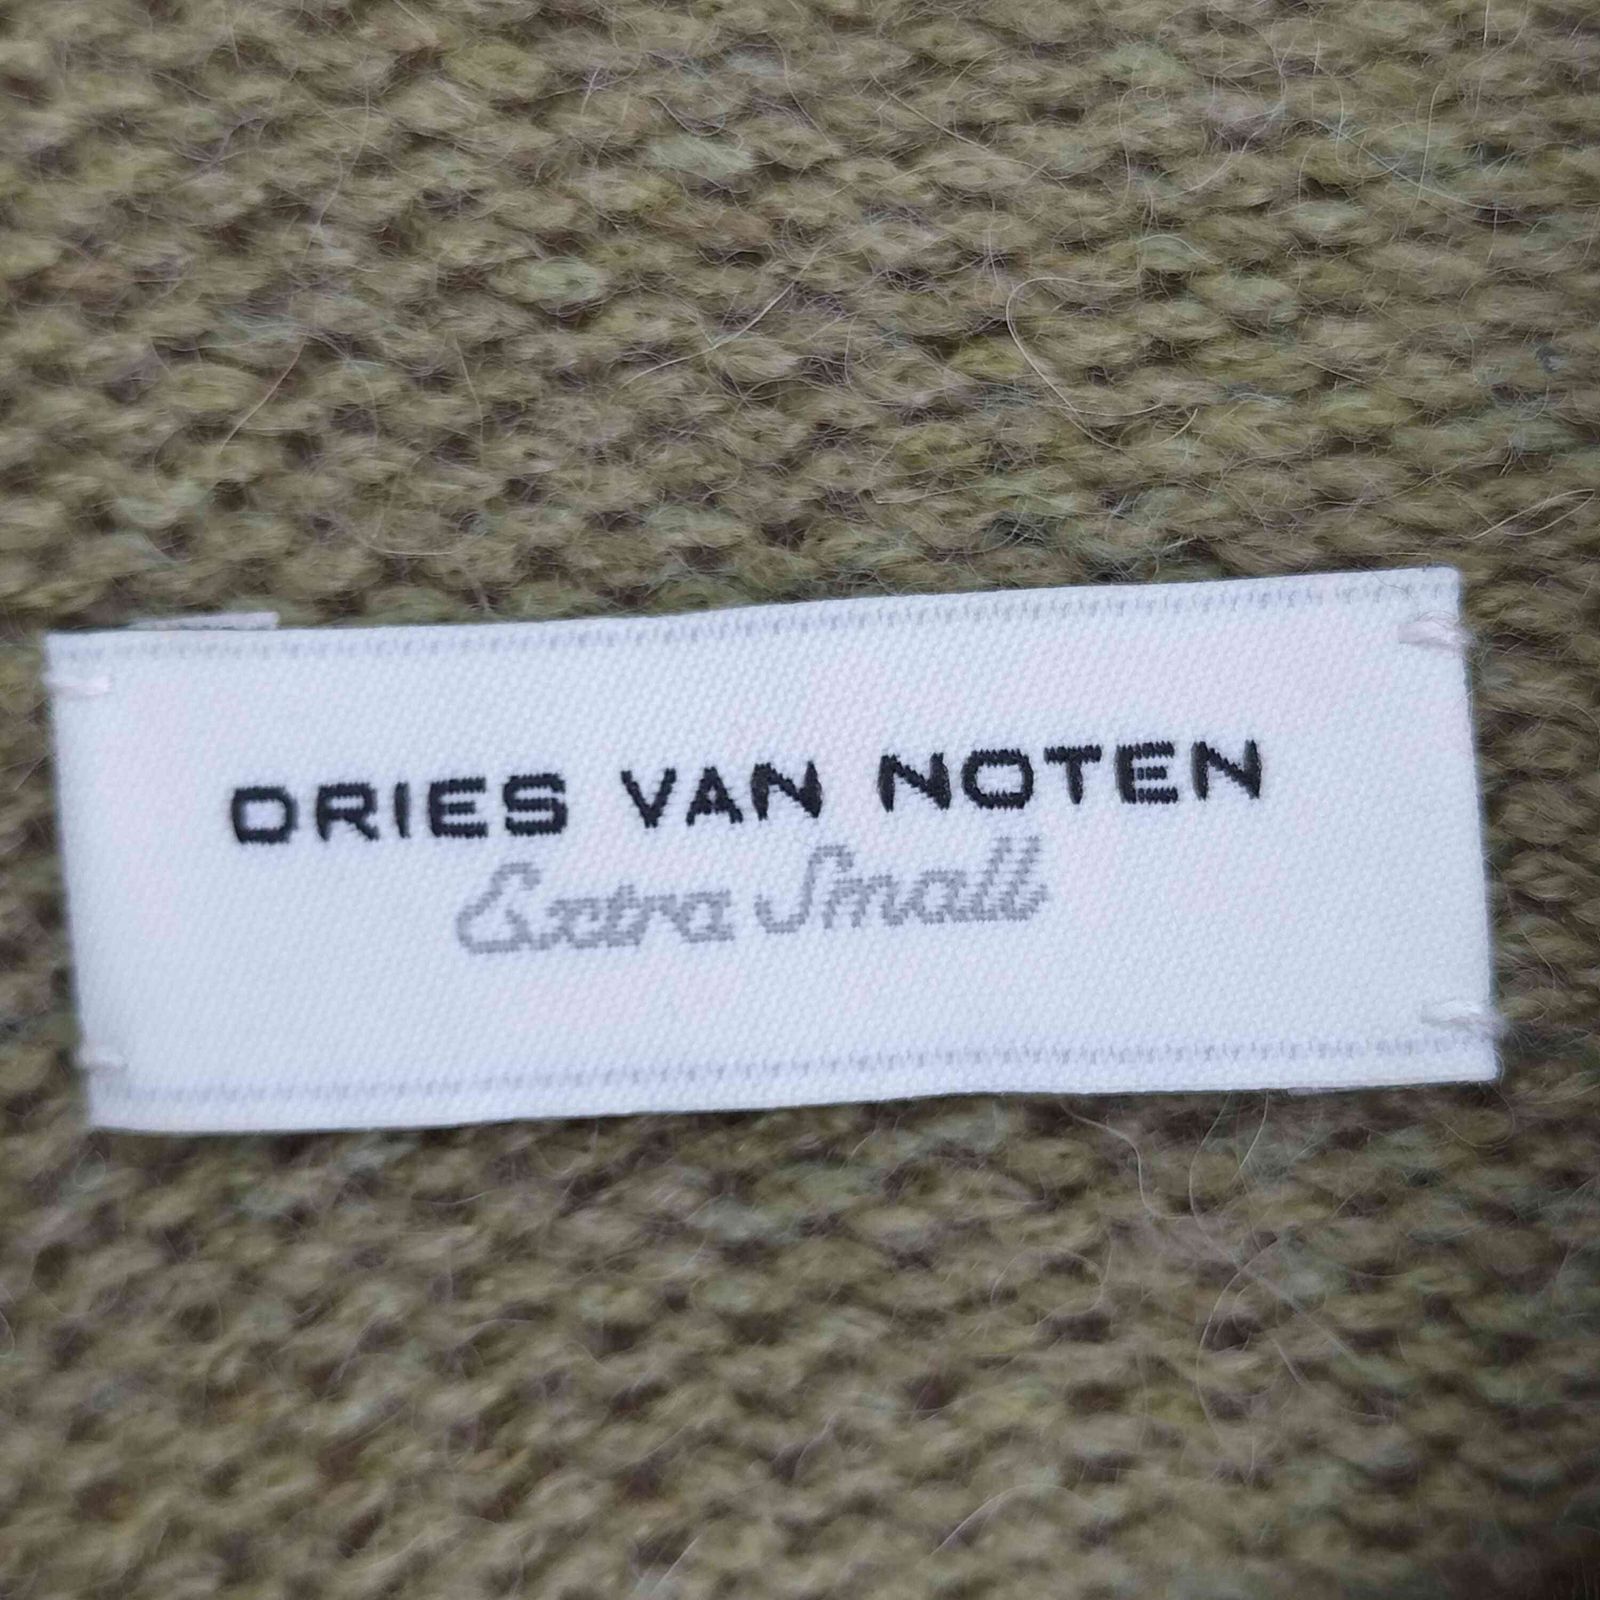 DRIES VAN NOTEN
Extra Small